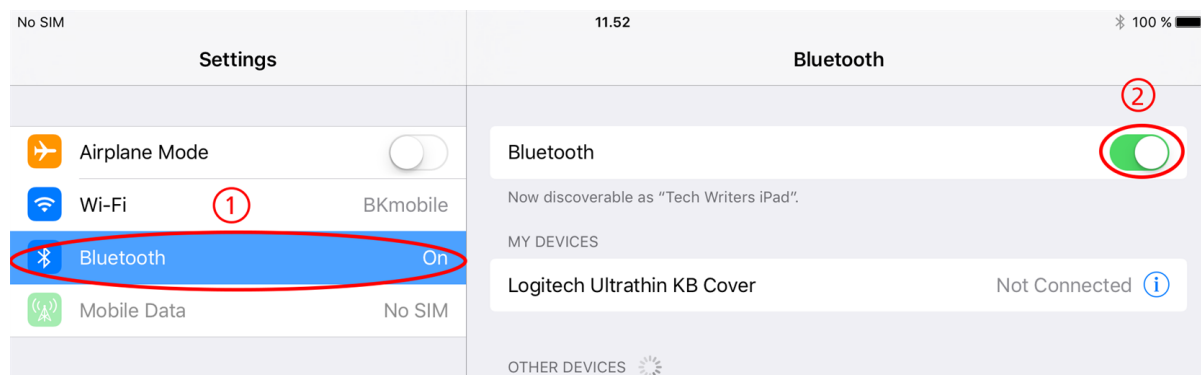 No SIM
11.52
100 %
Settings
Bluetooth
2
Airplane Mode
Bluetooth
Wi-Fi
1
BKmobile
Now discoverable as “Tech Writers iPad”.
MY DEVICES
Bluetooth
On
Logitech Ultrathin KB Cover
Not Connected
i
Mobile Data
No SIM
OTHER DEVICES